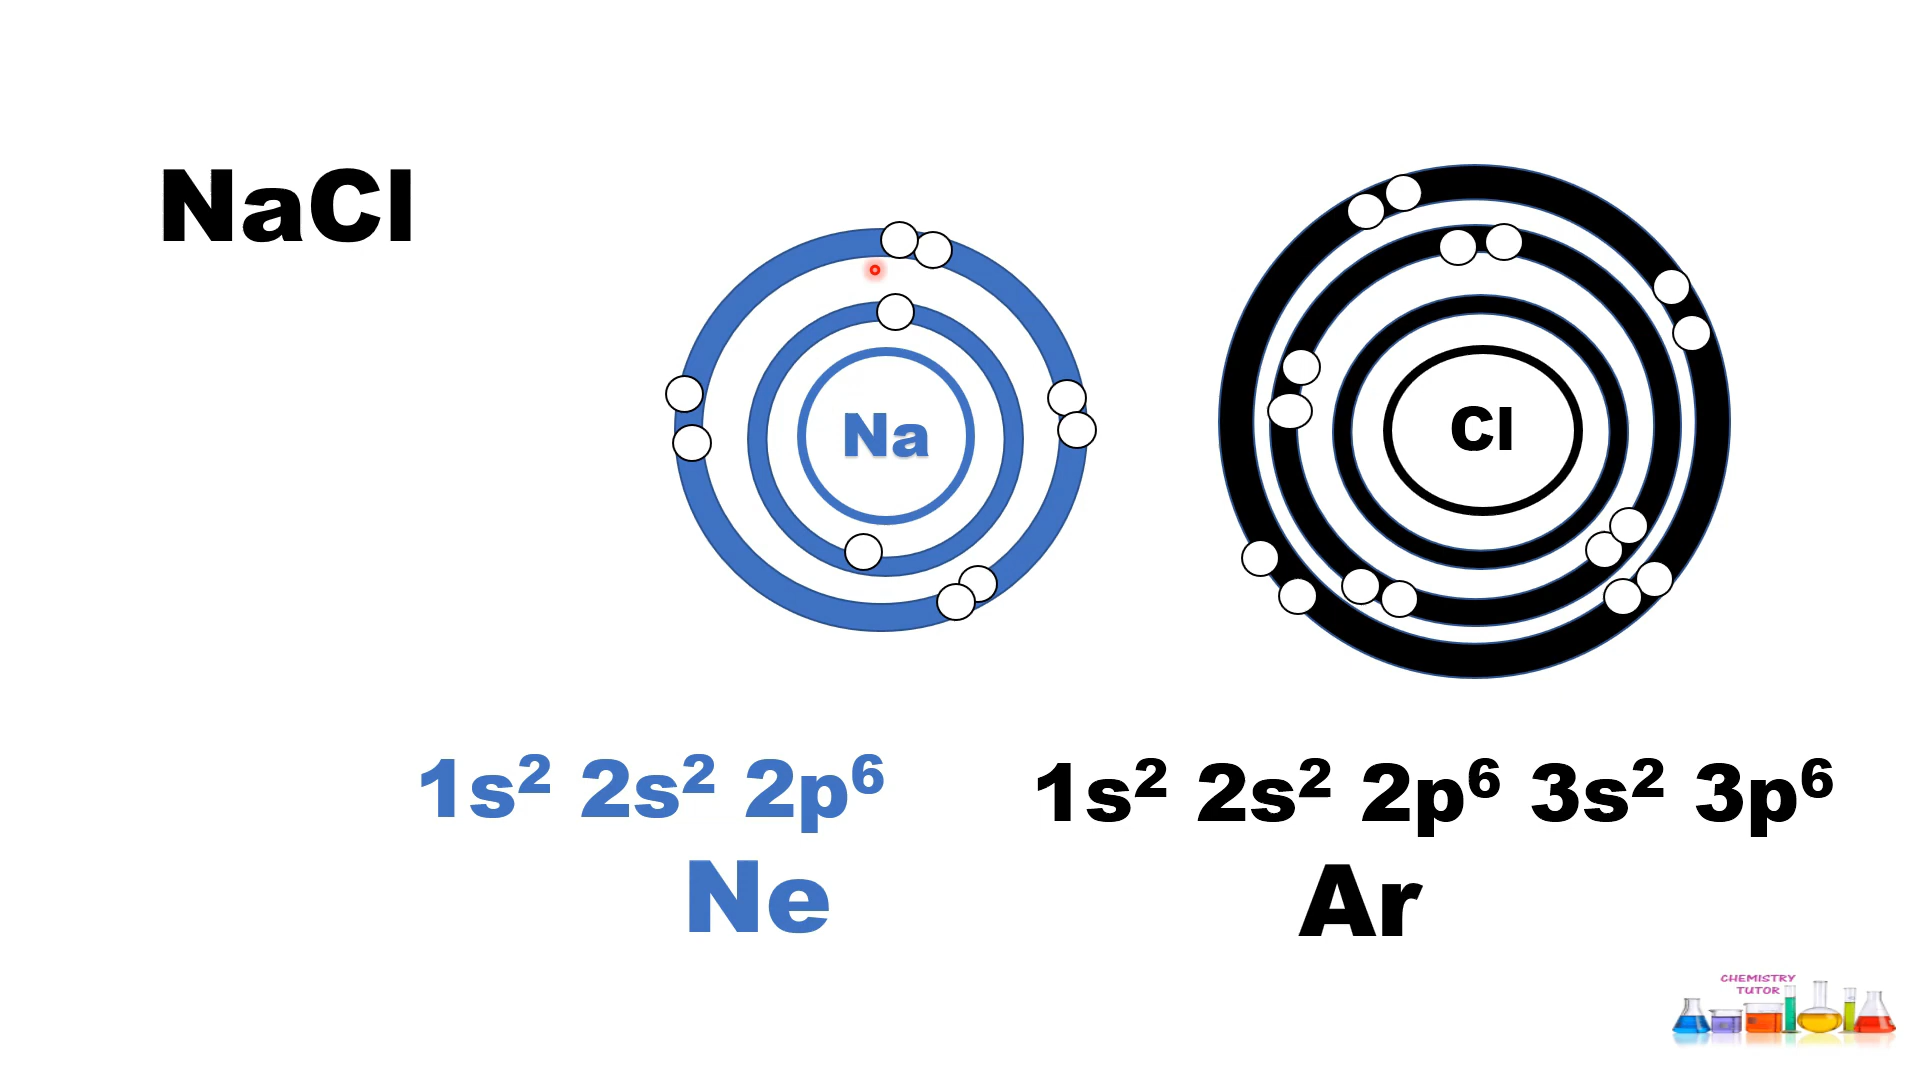 NaCl
Na
Cl
1s² 2s² 2p⁶
1s² 2s² 2p⁶ 3s² 3p⁶
Ne
Ar
CHEMISTRY
TUTOR